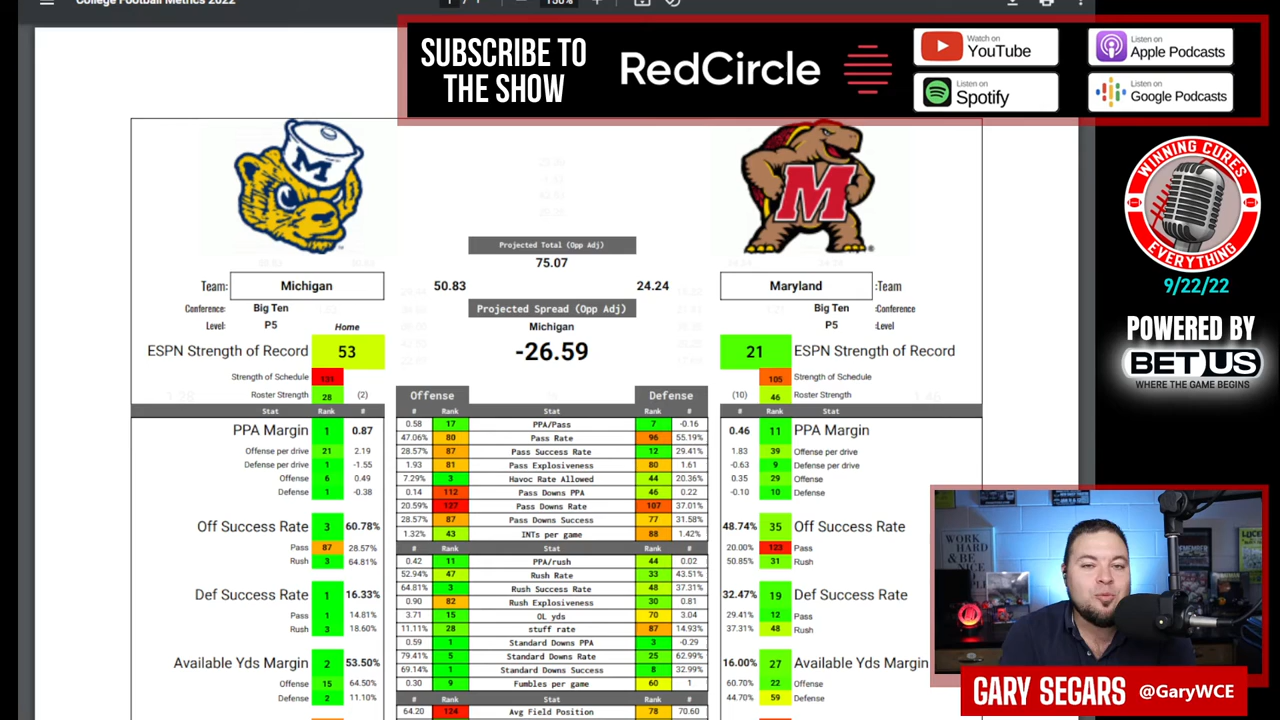 College Football Metrics 2022
1 / 1
150%
SUBSCRIBE TO
THE SHOW
RedCircle
Watch on
YouTube
Listen on
Apple Podcasts
Listen on
Spotify
Listen on
Google Podcasts
WINNING CURES
EVERYTHING
9/22/22
POWERED BY
BETUS
WHERE THE GAME BEGINS
M
M
Projected Total (Opp Adj)
75.07
50.83 24.24
Team: Michigan Maryland :Team
Projected Spread (Opp Adj)
Conference: Big Ten Big Ten :Conference
Level: P5 Home Michigan P5 :Level
ESPN Strength of Record 53 -26.59 21 ESPN Strength of Record
Strength of Schedule 131 105 Strength of Schedule
Roster Strength 28 (2) Offense Defense (10) 46 Roster Strength
Stat Rank # # Rank Stat Rank # # Rank Stat
PPA Margin 1 0.87 0.58 17 PPA/Pass 7 -0.16 0.46 11 PPA Margin
47.06% 80 Pass Rate 96 55.19%
Offense per drive 21 2.19 28.57% 87 Pass Success Rate 12 29.41% 1.83 39 Offense per drive
Defense per drive 1 -1.55 1.93 81 Pass Explosiveness 80 1.61 -0.63 9 Defense per drive
Offense 6 0.49 7.29% 3 Havoc Rate Allowed 44 20.36% 0.35 29 Offense
Defense 1 -0.38 0.14 112 Pass Downs PPA 46 0.22 -0.10 10 Defense
20.59% 127 Pass Downs Rate 107 37.01%
Off Success Rate 3 60.78% 28.57% 87 Pass Downs Success 77 31.58% 48.74% 35 Off Success Rate
1.32% 43 INTs per game 88 1.42%
Pass 87 28.57% # Rank Stat Rank # 20.00% 123 Pass
Rush 3 64.81% 0.42 11 PPA/rush 44 0.02 50.85% 31 Rush
52.94% 47 Rush Rate 33 43.51%
Def Success Rate 1 16.33% 64.81% 3 Rush Success Rate 48 37.31% 32.47% 19 Def Success Rate
0.90 82 Rush Explosiveness 30 0.81
Pass 1 14.81% 3.71 15 OL yds 70 3.04 29.41% 12 Pass
Rush 3 18.60% 11.11% 28 stuff rate 87 14.93% 37.31% 48 Rush
0.59 1 Standard Downs PPA 3 -0.29
79.41% 5 Standard Downs Rate 25 62.99%
Available Yds Margin 2 53.50% 69.14% 1 Standard Downs Success 8 32.99% 16.00% 27 Available Yds Margin
Offense 15 64.50% 0.30 9 Fumbles per game 60 1 60.70% 22 Offense
Defense 2 11.10% # Rank Stat Rank # 44.70% 59 Defense
64.20 124 Avg Field Position 78 70.60
WORK
HARD
& BE
GARY SEGARS @GaryWCE